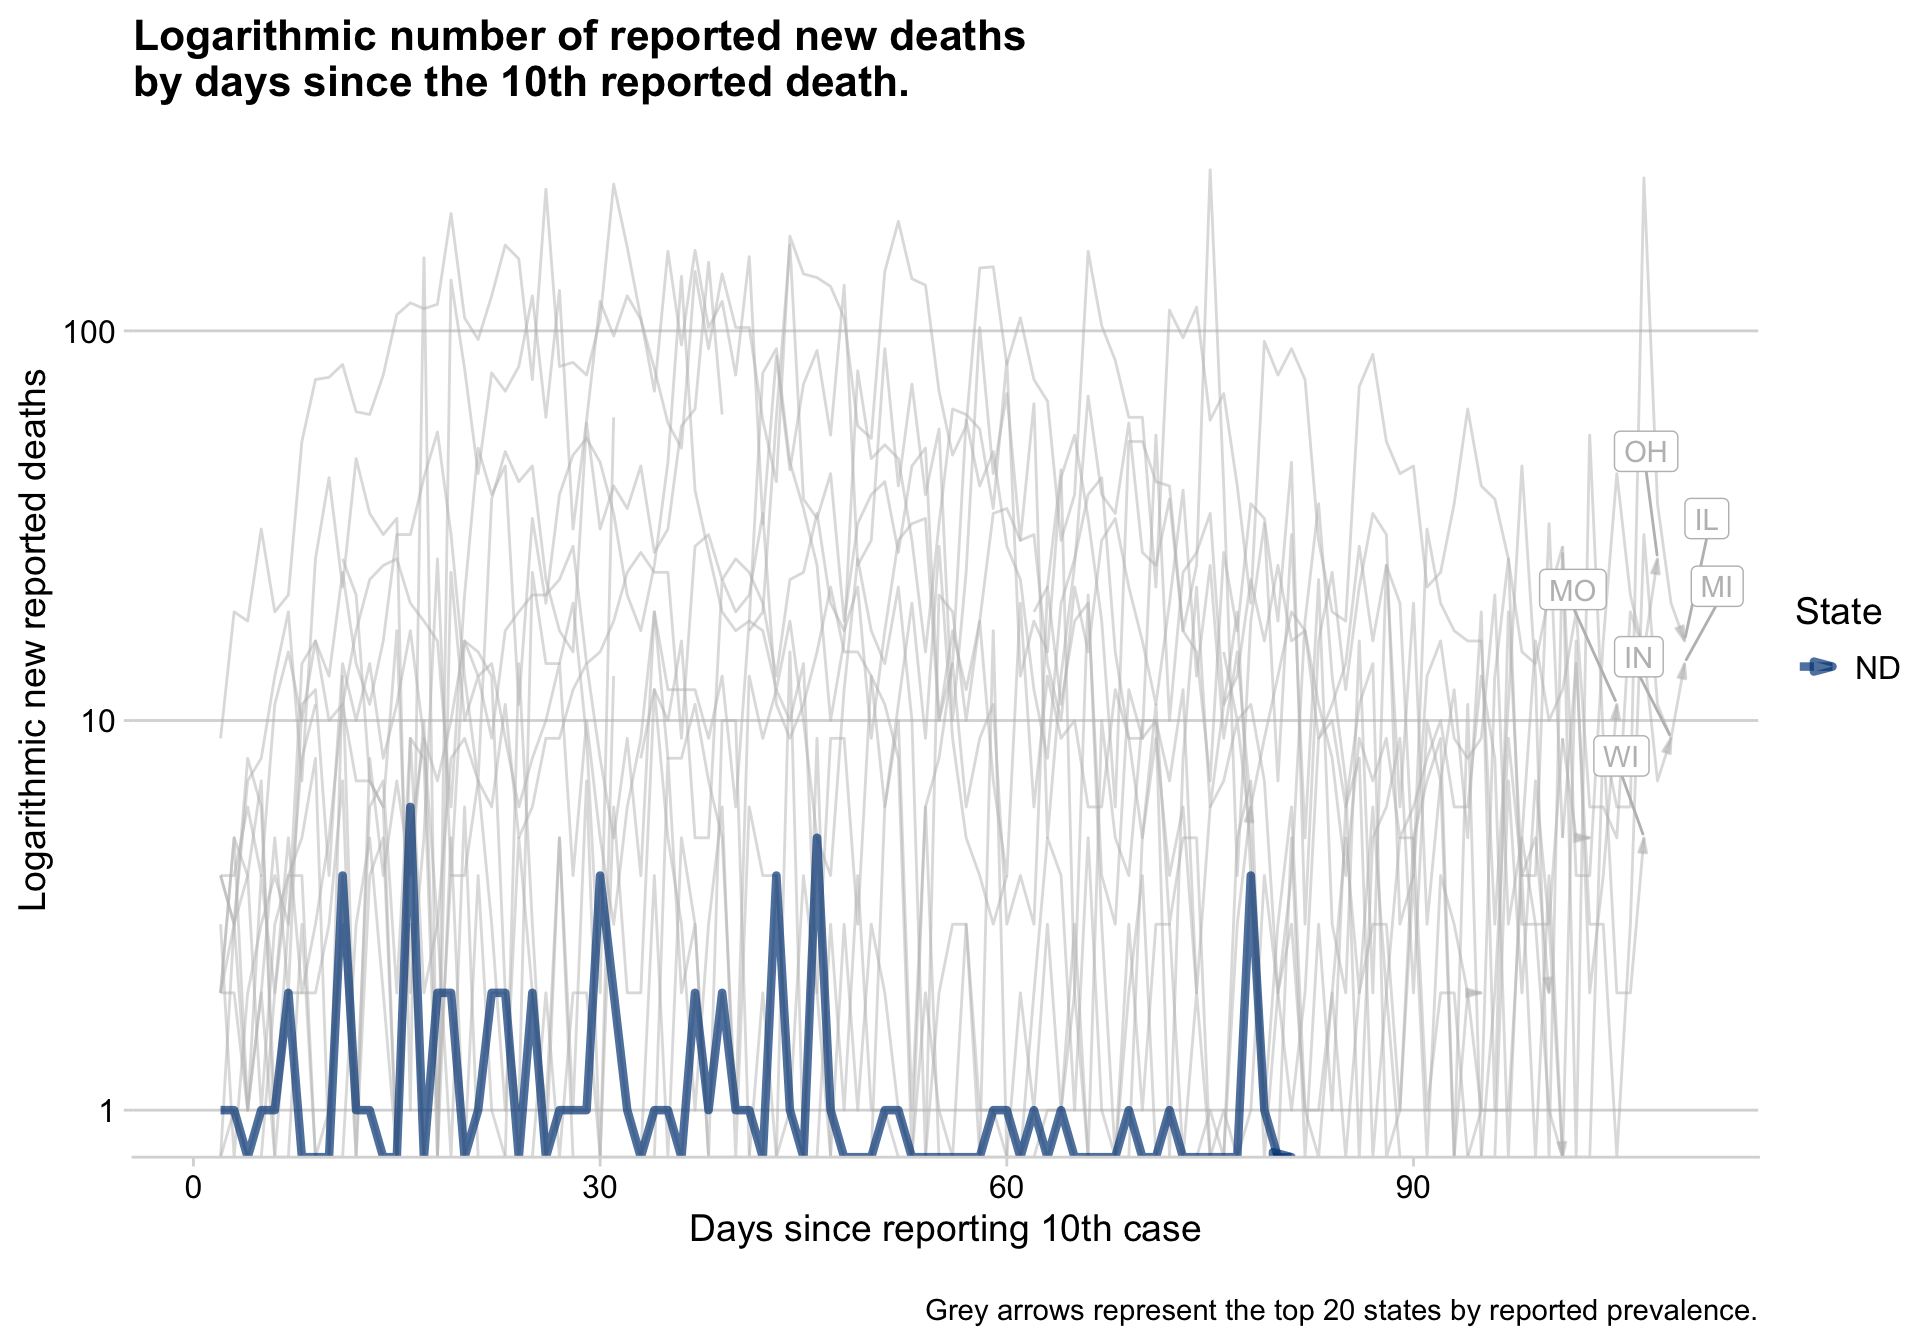 Logarithmic number of reported new deaths
by days since the 10th reported death.
Logarithmic new reported deaths
100
10
1
OH
IL
MO
MI
IN
WI
State
ND
0
30
60
90
Days since reporting 10th case
Grey arrows represent the top 20 states by reported prevalence.